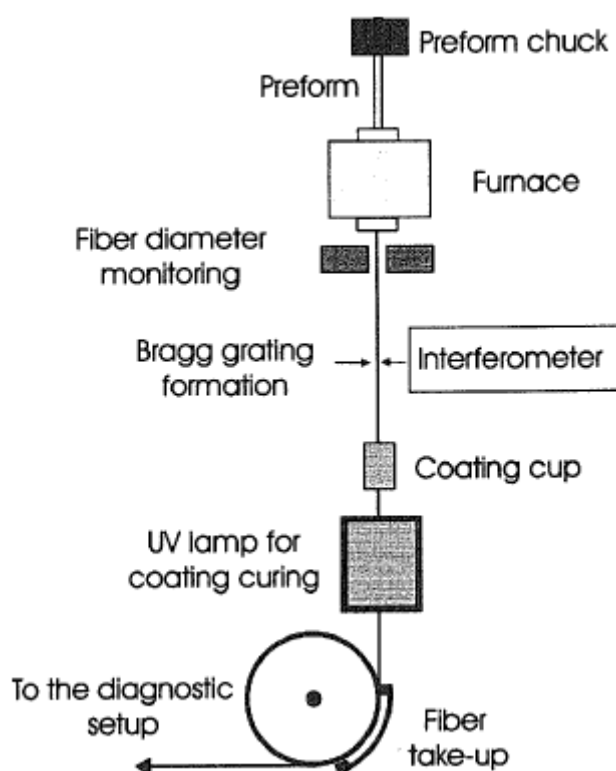 Preform chuck
Preform
Furnace
Fiber diameter
monitoring
Bragg grating
formation
Interferometer
Coating cup
UV lamp for
coating curing
To the diagnostic
setup
Fiber
take-up